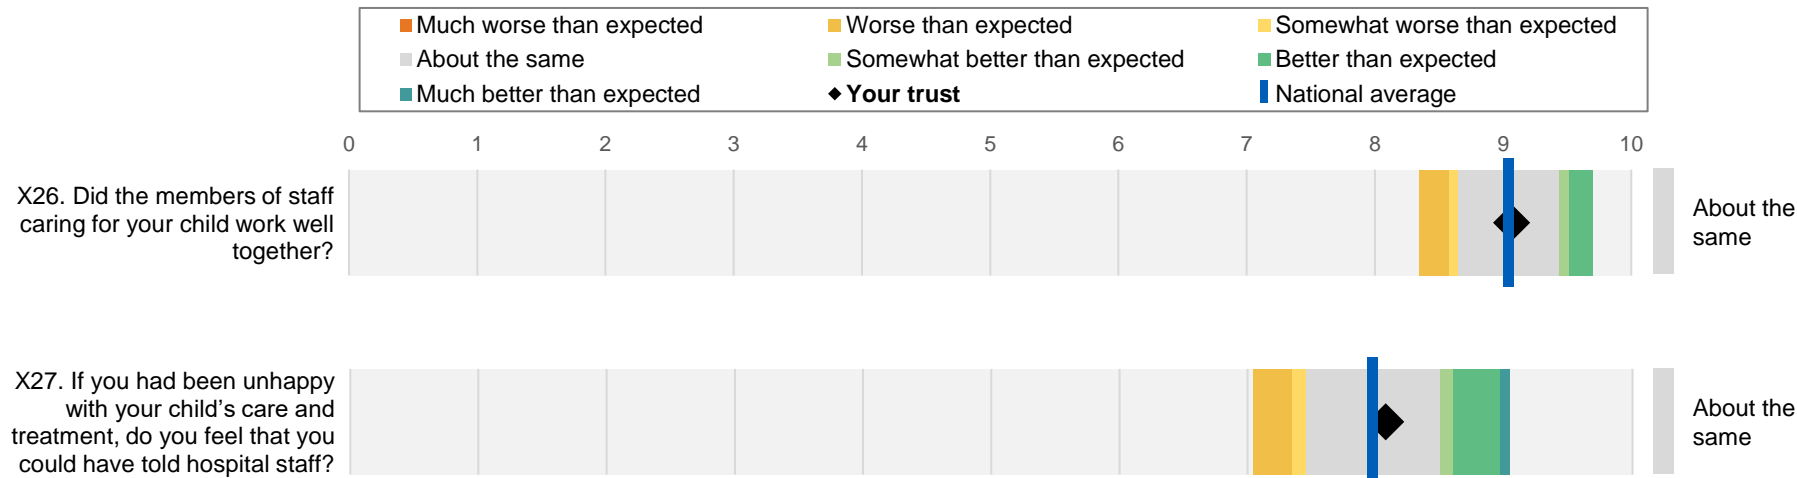 Much worse than expected
Worse than expected
Somewhat worse than expected
About the same
Somewhat better than expected
Better than expected
Much better than expected
Your trust
National average
0 1 2 3 4 5 6 7 8 9 10
X26. Did the members of staff
caring for your child work well
together?
About the
same
X27. If you had been unhappy
with your child’s care and
treatment, do you feel that you
could have told hospital staff?
About the
same